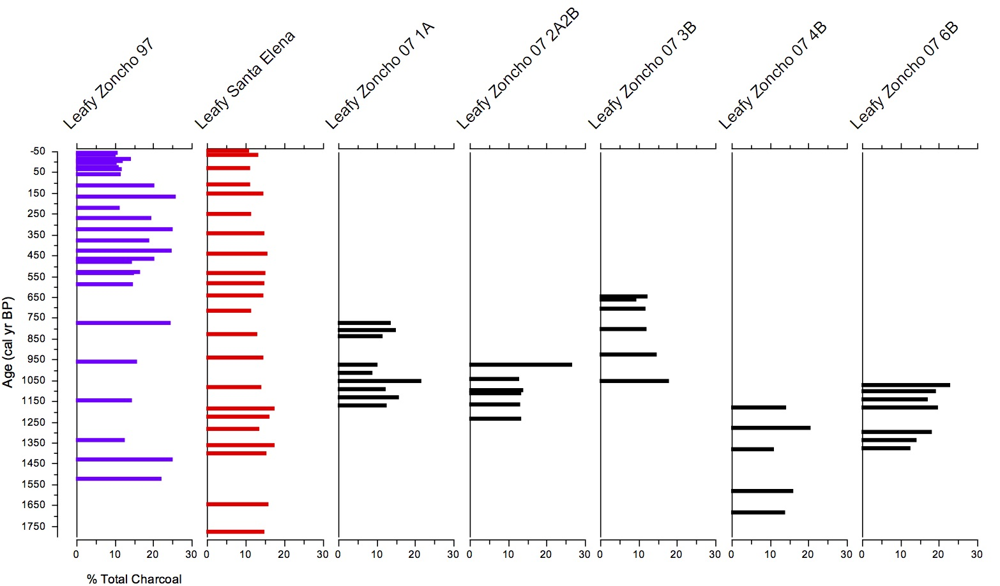 Leafy Zoncho 97
Leafy Santa Elena
Leafy Zoncho 07 1A
Leafy Zoncho 07 2A2B
Leafy Zoncho 07 3B
Leafy Zoncho 07 4B
Leafy Zoncho 07 6B
Age (cal yr BP)
-50
50
150
250
350
450
550
650
750
850
950
1050
1150
1250
1350
1450
1550
1650
1750
0 10 20 30 0 10 20 30 0 10 20 30 0 10 20 30 0 10 20 30 0 10 20 30 0 10 20 30
% Total Charcoal